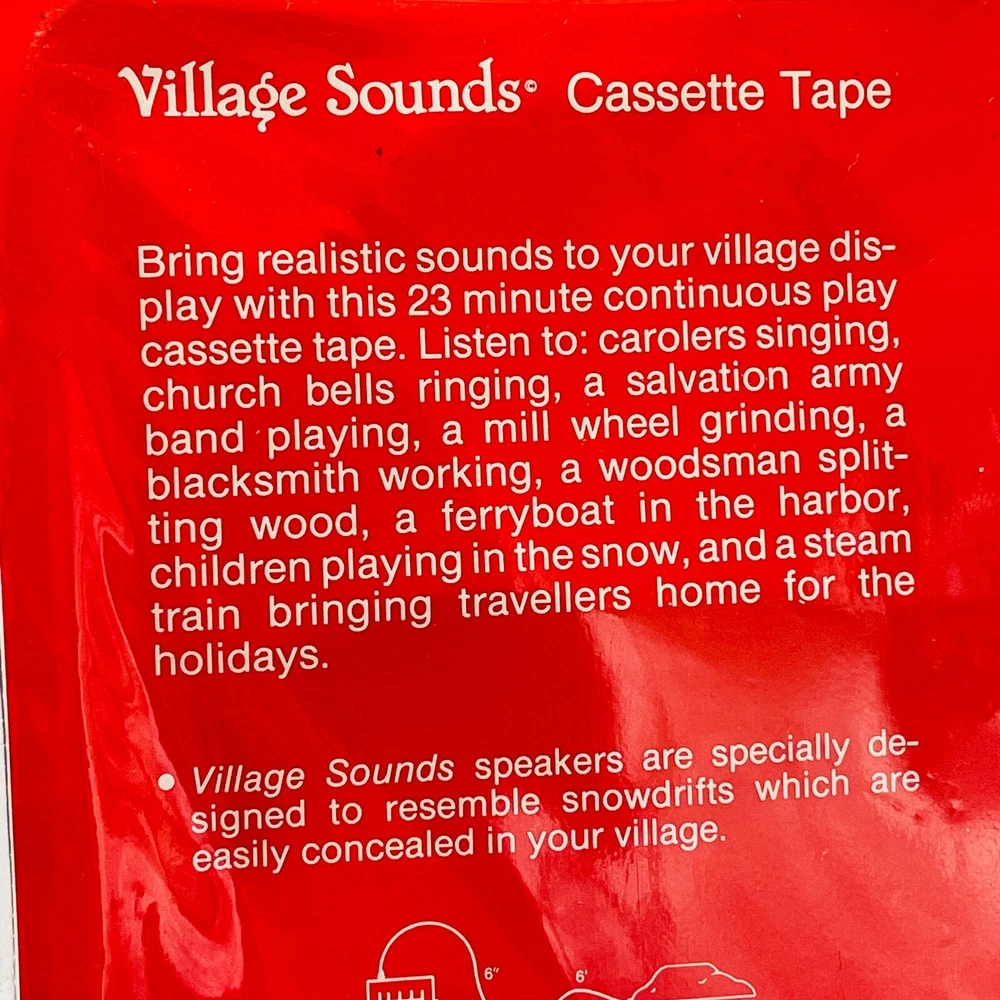 Village Sounds© Cassette Tape
Bring realistic sounds to your village dis-
play with this 23 minute continuous play
cassette tape. Listen to: carolers singing,
church bells ringing, a salvation army
band playing, a mill wheel grinding, a
blacksmith working, a woodsman split-
ting wood, a ferryboat in the harbor,
children playing in the snow, and a steam
train bringing travellers home for the
holidays.
• Village Sounds speakers are specially de-
signed to resemble snowdrifts which are
easily concealed in your village.
6" 6'